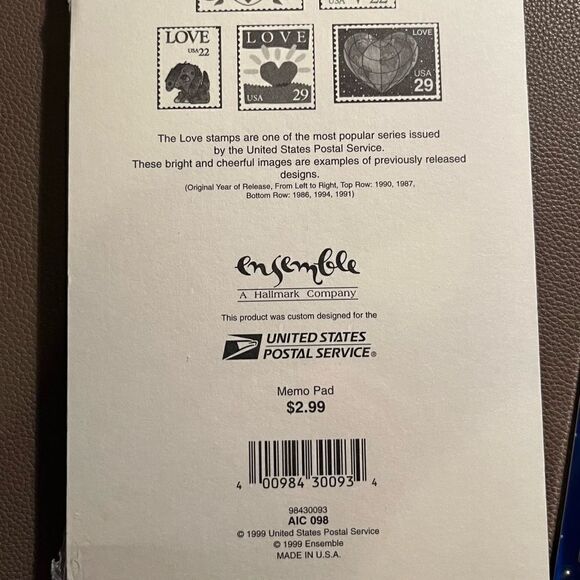 USA
22
LOVE
USA 22
LOVE
USA 29
LOVE
USA
29
The Love stamps are one of the most popular series issued
by the United States Postal Service.
These bright and cheerful images are examples of previously released
designs.
(Original Year of Release, From Left to Right, Top Row: 1990, 1987,
Bottom Row: 1986, 1994, 1991)
ensemble
A Hallmark Company
This product was custom designed for the
UNITED STATES
POSTAL SERVICE®
Memo Pad
$2.99
4 00984 30093 4
98430093
AIC 098
© 1999 United States Postal Service
© 1999 Ensemble
MADE IN U.S.A.